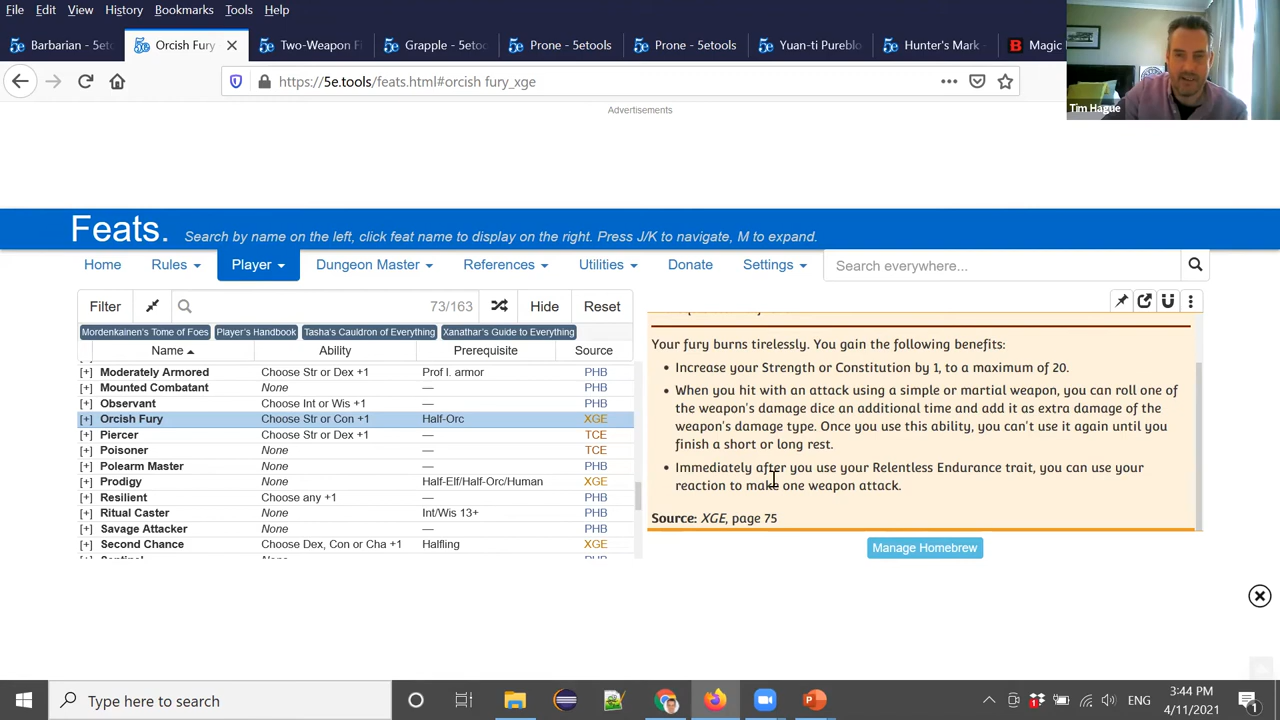 File Edit View History Bookmarks Tools Help
Barbarian - 5et
Orcish Fury
Two-Weapon F
Grapple - 5eto
Prone - 5etools
Prone - 5etools
Yuan-ti Pureblo
Hunter's Mark
Magic
https://5e.tools/feats.html#orcish fury_xge
Tim Hague
Advertisements
Feats. Search by name on the left, click feat name to display on the right. Press J/K to navigate, M to expand.
Home Rules Player Dungeon Master References Utilities Donate Settings Search everywhere...
Filter 73/163 Hide Reset
Mordenkainen's Tome of Foes Player's Handbook Tasha's Cauldron of Everything Xanathar's Guide to Everything
Name Ability Prerequisite Source
[+] Moderately Armored Choose Str or Dex +1 Prof l. armor PHB
[+] Mounted Combatant None — PHB
[+] Observant Choose Int or Wis +1 — PHB
[+] Orcish Fury Choose Str or Con +1 Half-Orc XGE
[+] Piercer Choose Str or Dex +1 — TCE
[+] Poisoner None — TCE
[+] Polearm Master None — PHB
[+] Prodigy None Half-Elf/Half-Orc/Human XGE
[+] Resilient Choose any +1 — PHB
[+] Ritual Caster None Int/Wis 13+ PHB
[+] Savage Attacker None — PHB
[+] Second Chance Choose Dex, Con or Cha +1 Halfling XGE
Your fury burns tirelessly. You gain the following benefits:
• Increase your Strength or Constitution by 1, to a maximum of 20.
• When you hit with an attack using a simple or martial weapon, you can roll one of
the weapon's damage dice an additional time and add it as extra damage of the
weapon's damage type. Once you use this ability, you can't use it again until you
finish a short or long rest.
• Immediately after you use your Relentless Endurance trait, you can use your
reaction to make one weapon attack.
Source: XGE, page 75
Manage Homebrew
Type here to search
ENG
3:44 PM
4/11/2021
1